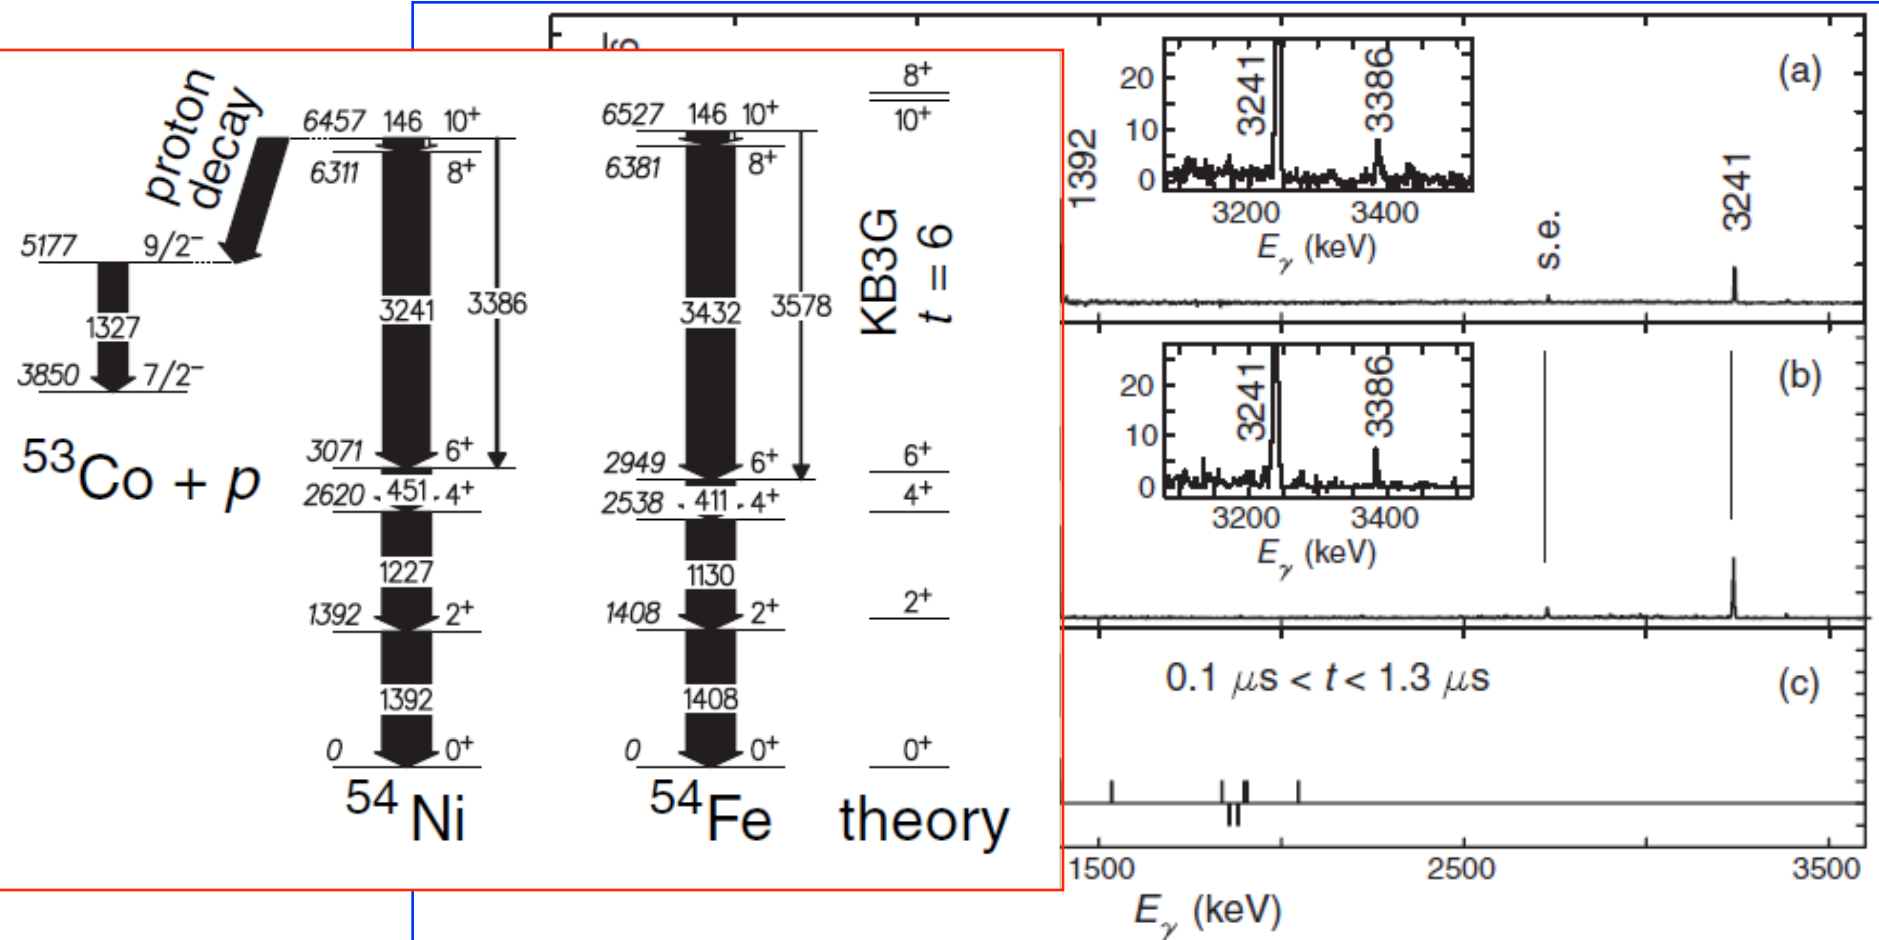 proton
decay
5177 9/2⁻
1327
3850 7/2⁻
⁵³Co + p
6457 146 10⁺
6311 8⁺
3241
3386
3071 6⁺
2620 451 4⁺
1227
1392 2⁺
1392
0 0⁺
⁵⁴Ni
6527 146 10⁺
6381 8⁺
3432
3578
2949 6⁺
2538 411 4⁺
1130
1408 2⁺
1408
0 0⁺
⁵⁴Fe
8⁺
10⁺
KB3G
t = 6
6⁺
4⁺
2⁺
0⁺
theory
(a)
1392
20
10
0
3241
3386
3200 3400
Eγ (keV)
s.e.
3241
(b)
20
10
0
3241
3386
3200 3400
Eγ (keV)
0.1 μs < t < 1.3 μs
(c)
1500 2500 3500
Eγ (keV)